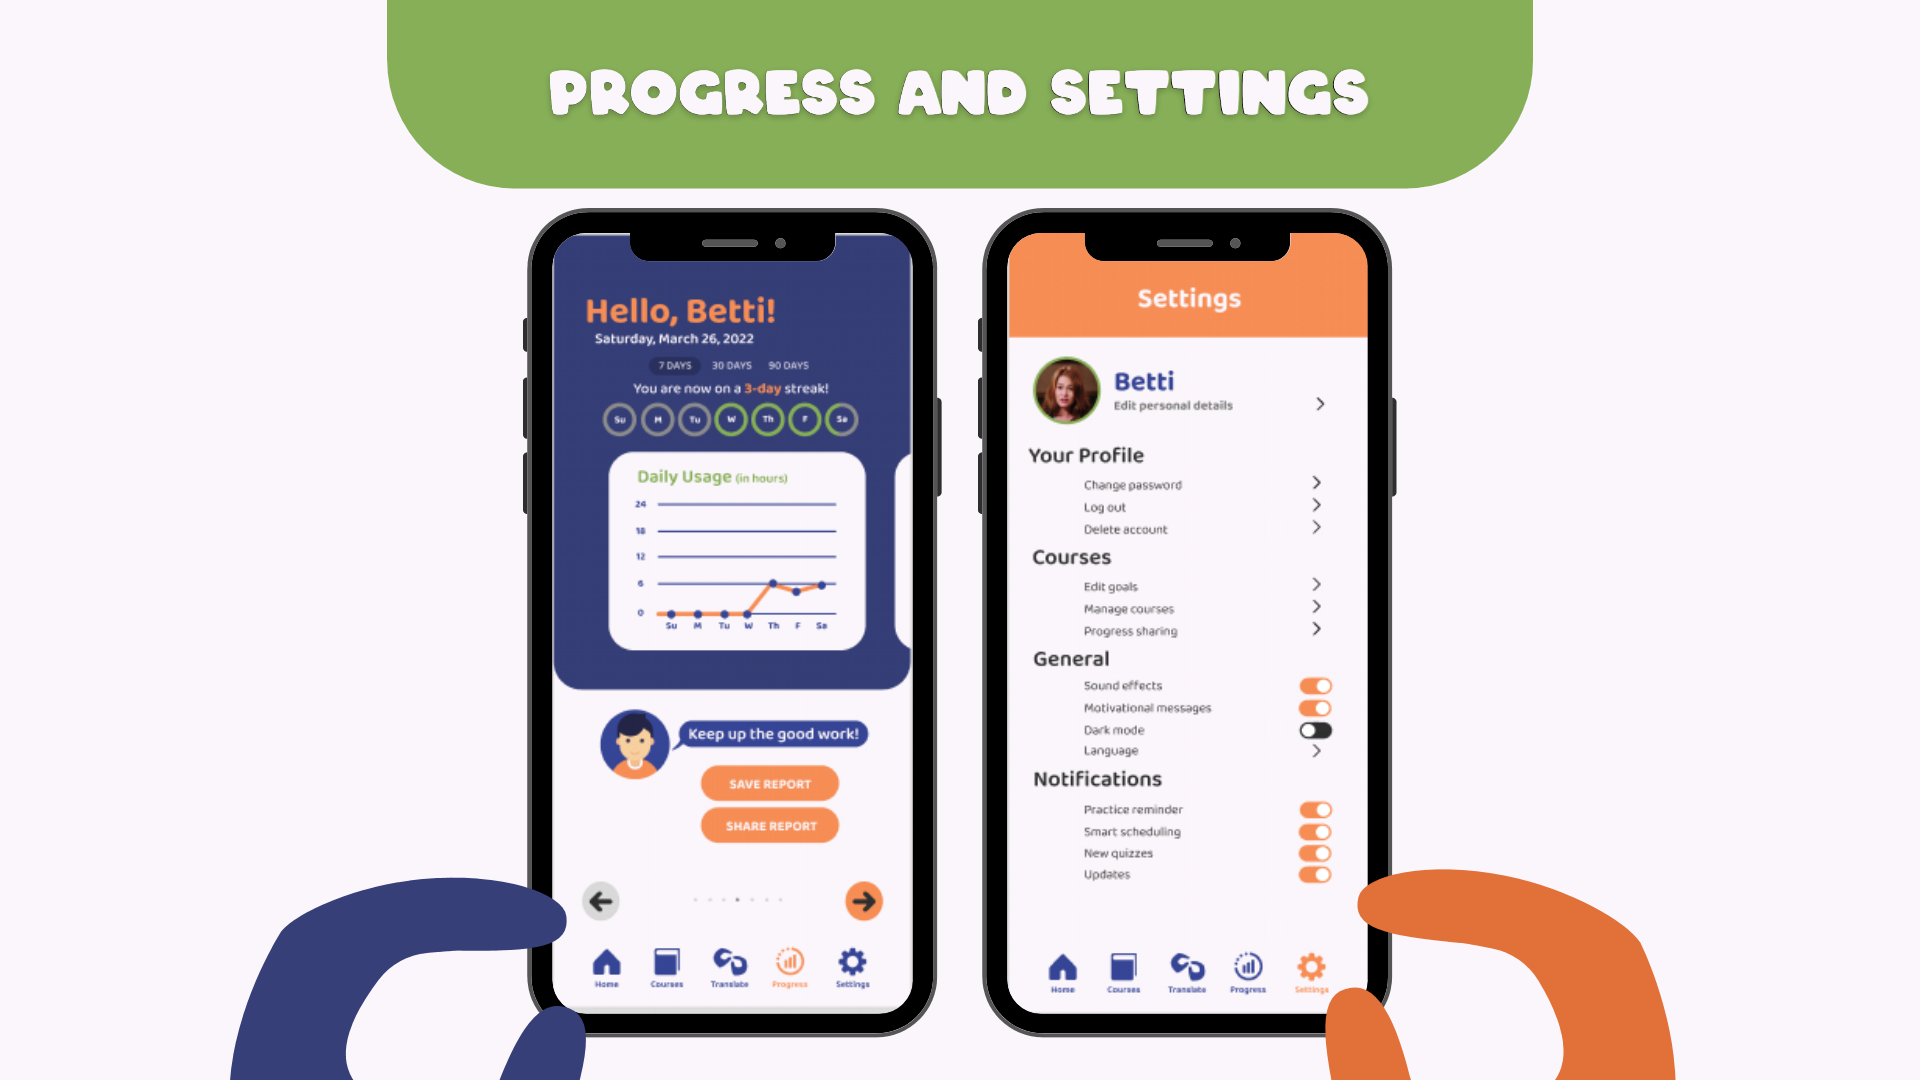 PROGRESS AND SETTINGS
Hello, Betti!
Saturday, March 26, 2022
7 DAYS 30 DAYS 90 DAYS
You are now on a 3-day streak!
Su M Tu W Th F Sa
Daily Usage (in hours)
24
18
12
6
0
Su M Tu W Th F Sa
Keep up the good work!
SAVE REPORT
SHARE REPORT
Home Courses Translate Progress Settings
Settings
Betti
Edit personal details
Your Profile
Change password
Log out
Delete account
Courses
Edit goals
Manage courses
Progress sharing
General
Sound effects
Motivational messages
Dark mode
Language
Notifications
Practice reminder
Smart scheduling
New quizzes
Updates
Home Courses Translate Progress Settings